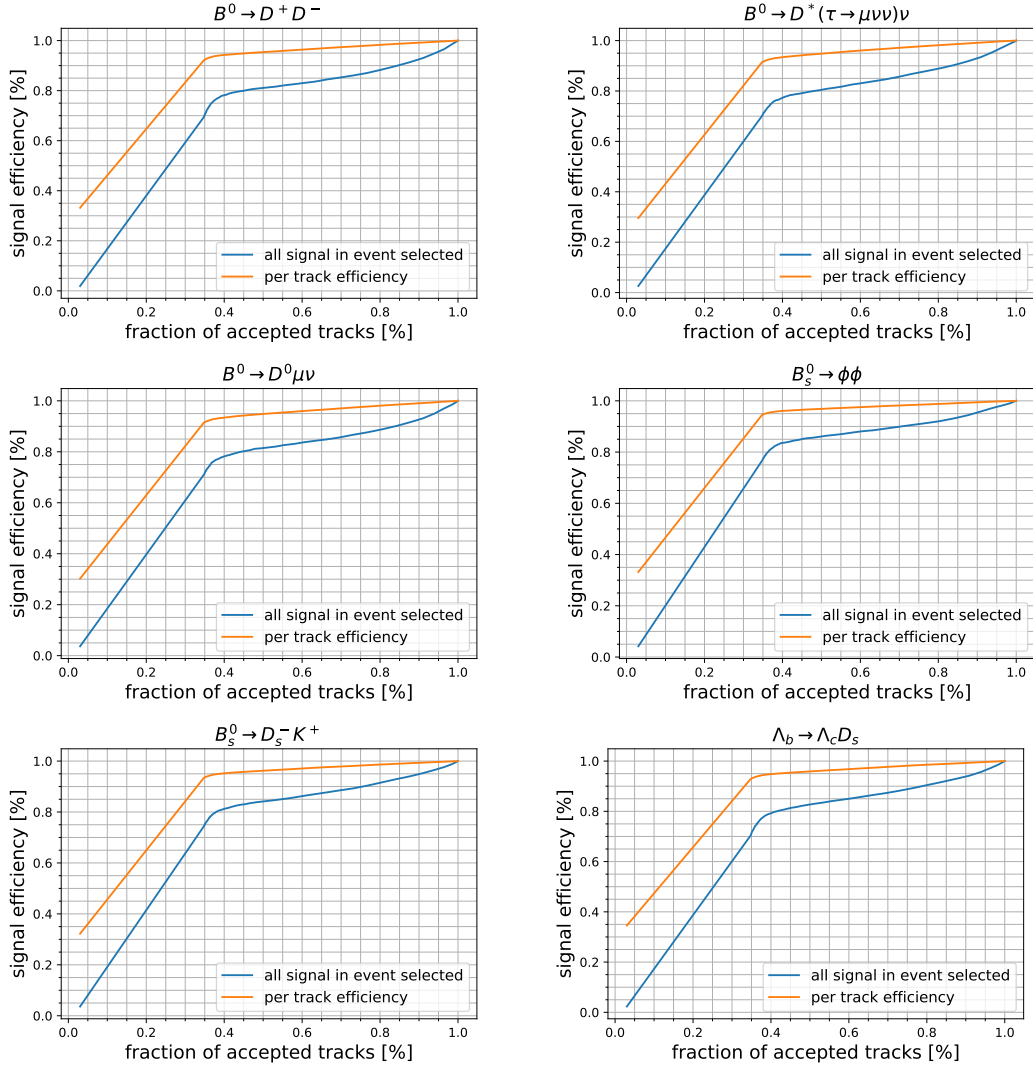 B⁰ → D⁺D⁻
signal efficiency [%]
1.0
0.8
0.6
0.4
0.2
0.0
all signal in event selected
per track efficiency
0.0 0.2 0.4 0.6 0.8 1.0
fraction of accepted tracks [%]
B⁰ → D*(τ → μνν)ν
signal efficiency [%]
1.0
0.8
0.6
0.4
0.2
0.0
all signal in event selected
per track efficiency
0.0 0.2 0.4 0.6 0.8 1.0
fraction of accepted tracks [%]
B⁰ → D⁰μν
signal efficiency [%]
1.0
0.8
0.6
0.4
0.2
0.0
all signal in event selected
per track efficiency
0.0 0.2 0.4 0.6 0.8 1.0
fraction of accepted tracks [%]
B⁰ₛ → ϕϕ
signal efficiency [%]
1.0
0.8
0.6
0.4
0.2
0.0
all signal in event selected
per track efficiency
0.0 0.2 0.4 0.6 0.8 1.0
fraction of accepted tracks [%]
B⁰ₛ → D⁻ₛK⁺
signal efficiency [%]
1.0
0.8
0.6
0.4
0.2
0.0
all signal in event selected
per track efficiency
0.0 0.2 0.4 0.6 0.8 1.0
fraction of accepted tracks [%]
Λ_b → Λ_c D_s
signal efficiency [%]
1.0
0.8
0.6
0.4
0.2
0.0
all signal in event selected
per track efficiency
0.0 0.2 0.4 0.6 0.8 1.0
fraction of accepted tracks [%]